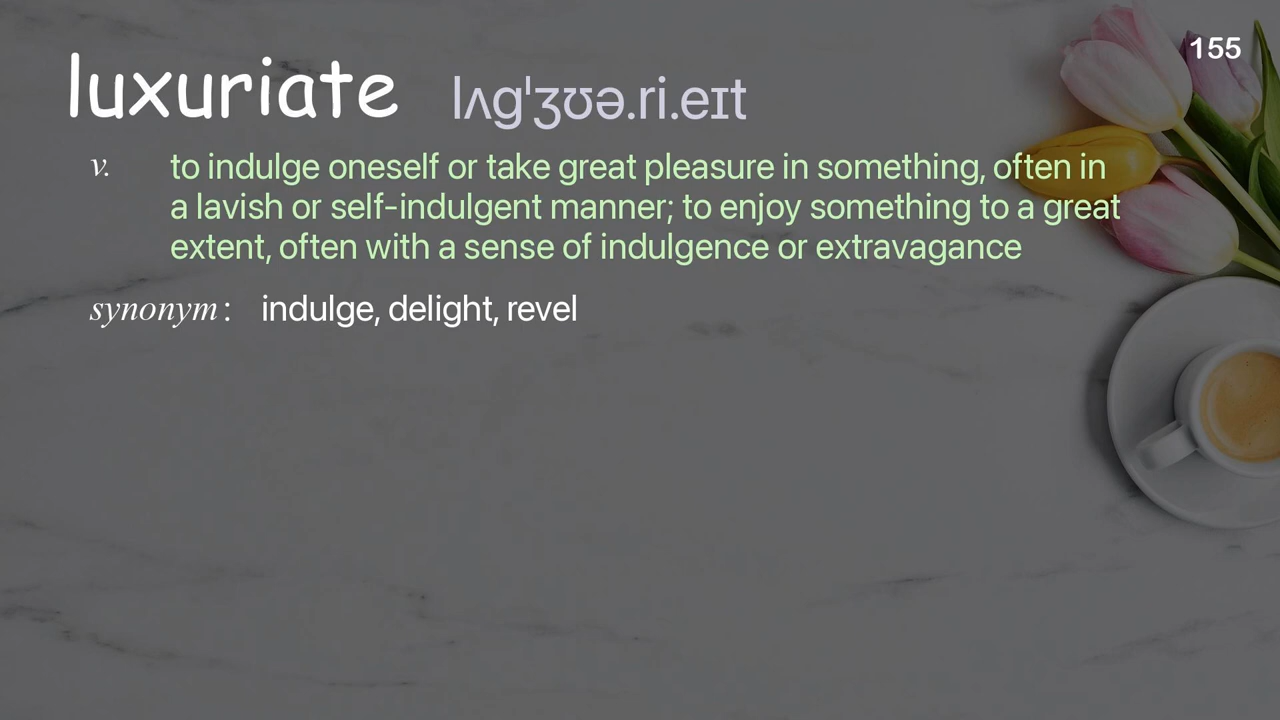 155
luxuriate lʌgˈʒʊə.ri.eɪt
v. to indulge oneself or take great pleasure in something, often in
a lavish or self-indulgent manner; to enjoy something to a great
extent, often with a sense of indulgence or extravagance
synonym: indulge, delight, revel